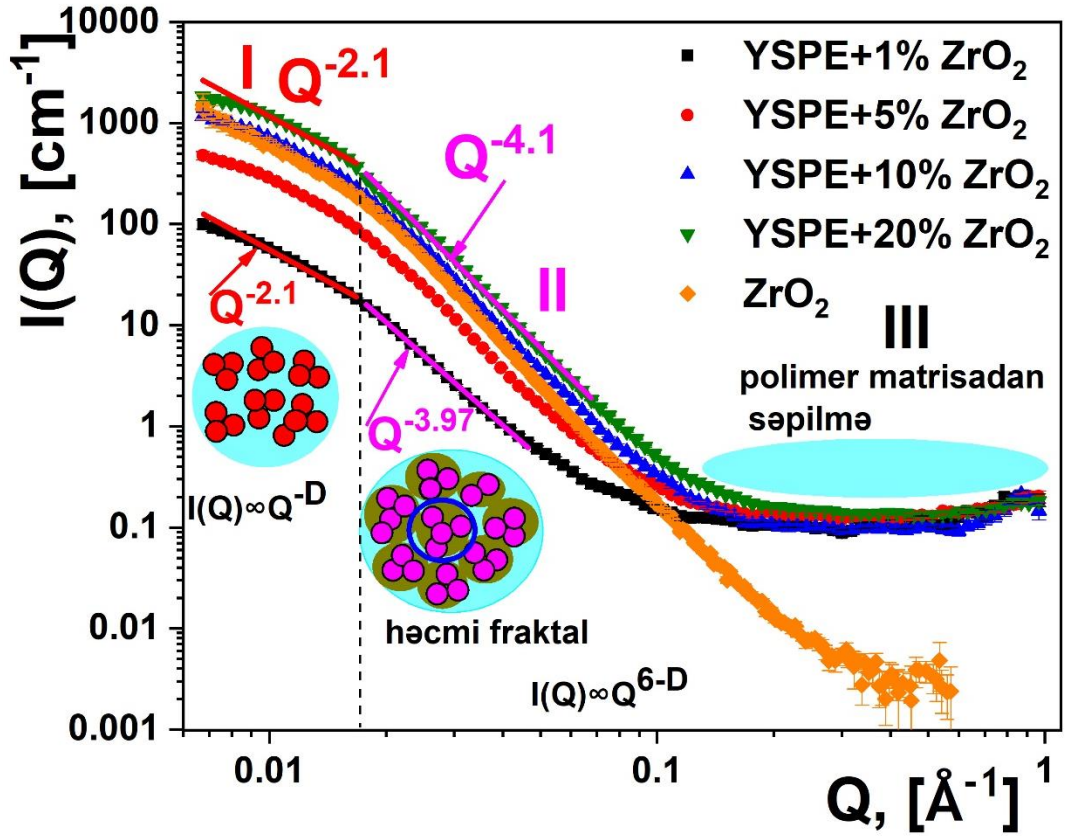 I(Q), [cm⁻¹]
10000
1000
100
10
1
0.1
0.01
0.001
I Q⁻²·¹
Q⁻⁴·¹
II
YSPE+1% ZrO₂
YSPE+5% ZrO₂
YSPE+10% ZrO₂
YSPE+20% ZrO₂
ZrO₂
III
polimer matrisadan
səpilmə
Q⁻²·¹
Q⁻³·⁹⁷
I(Q)∞Q⁻ᴰ
həcmi fraktal
I(Q)∞Q⁶⁻ᴰ
0.01
0.1
1
Q, [Å⁻¹]